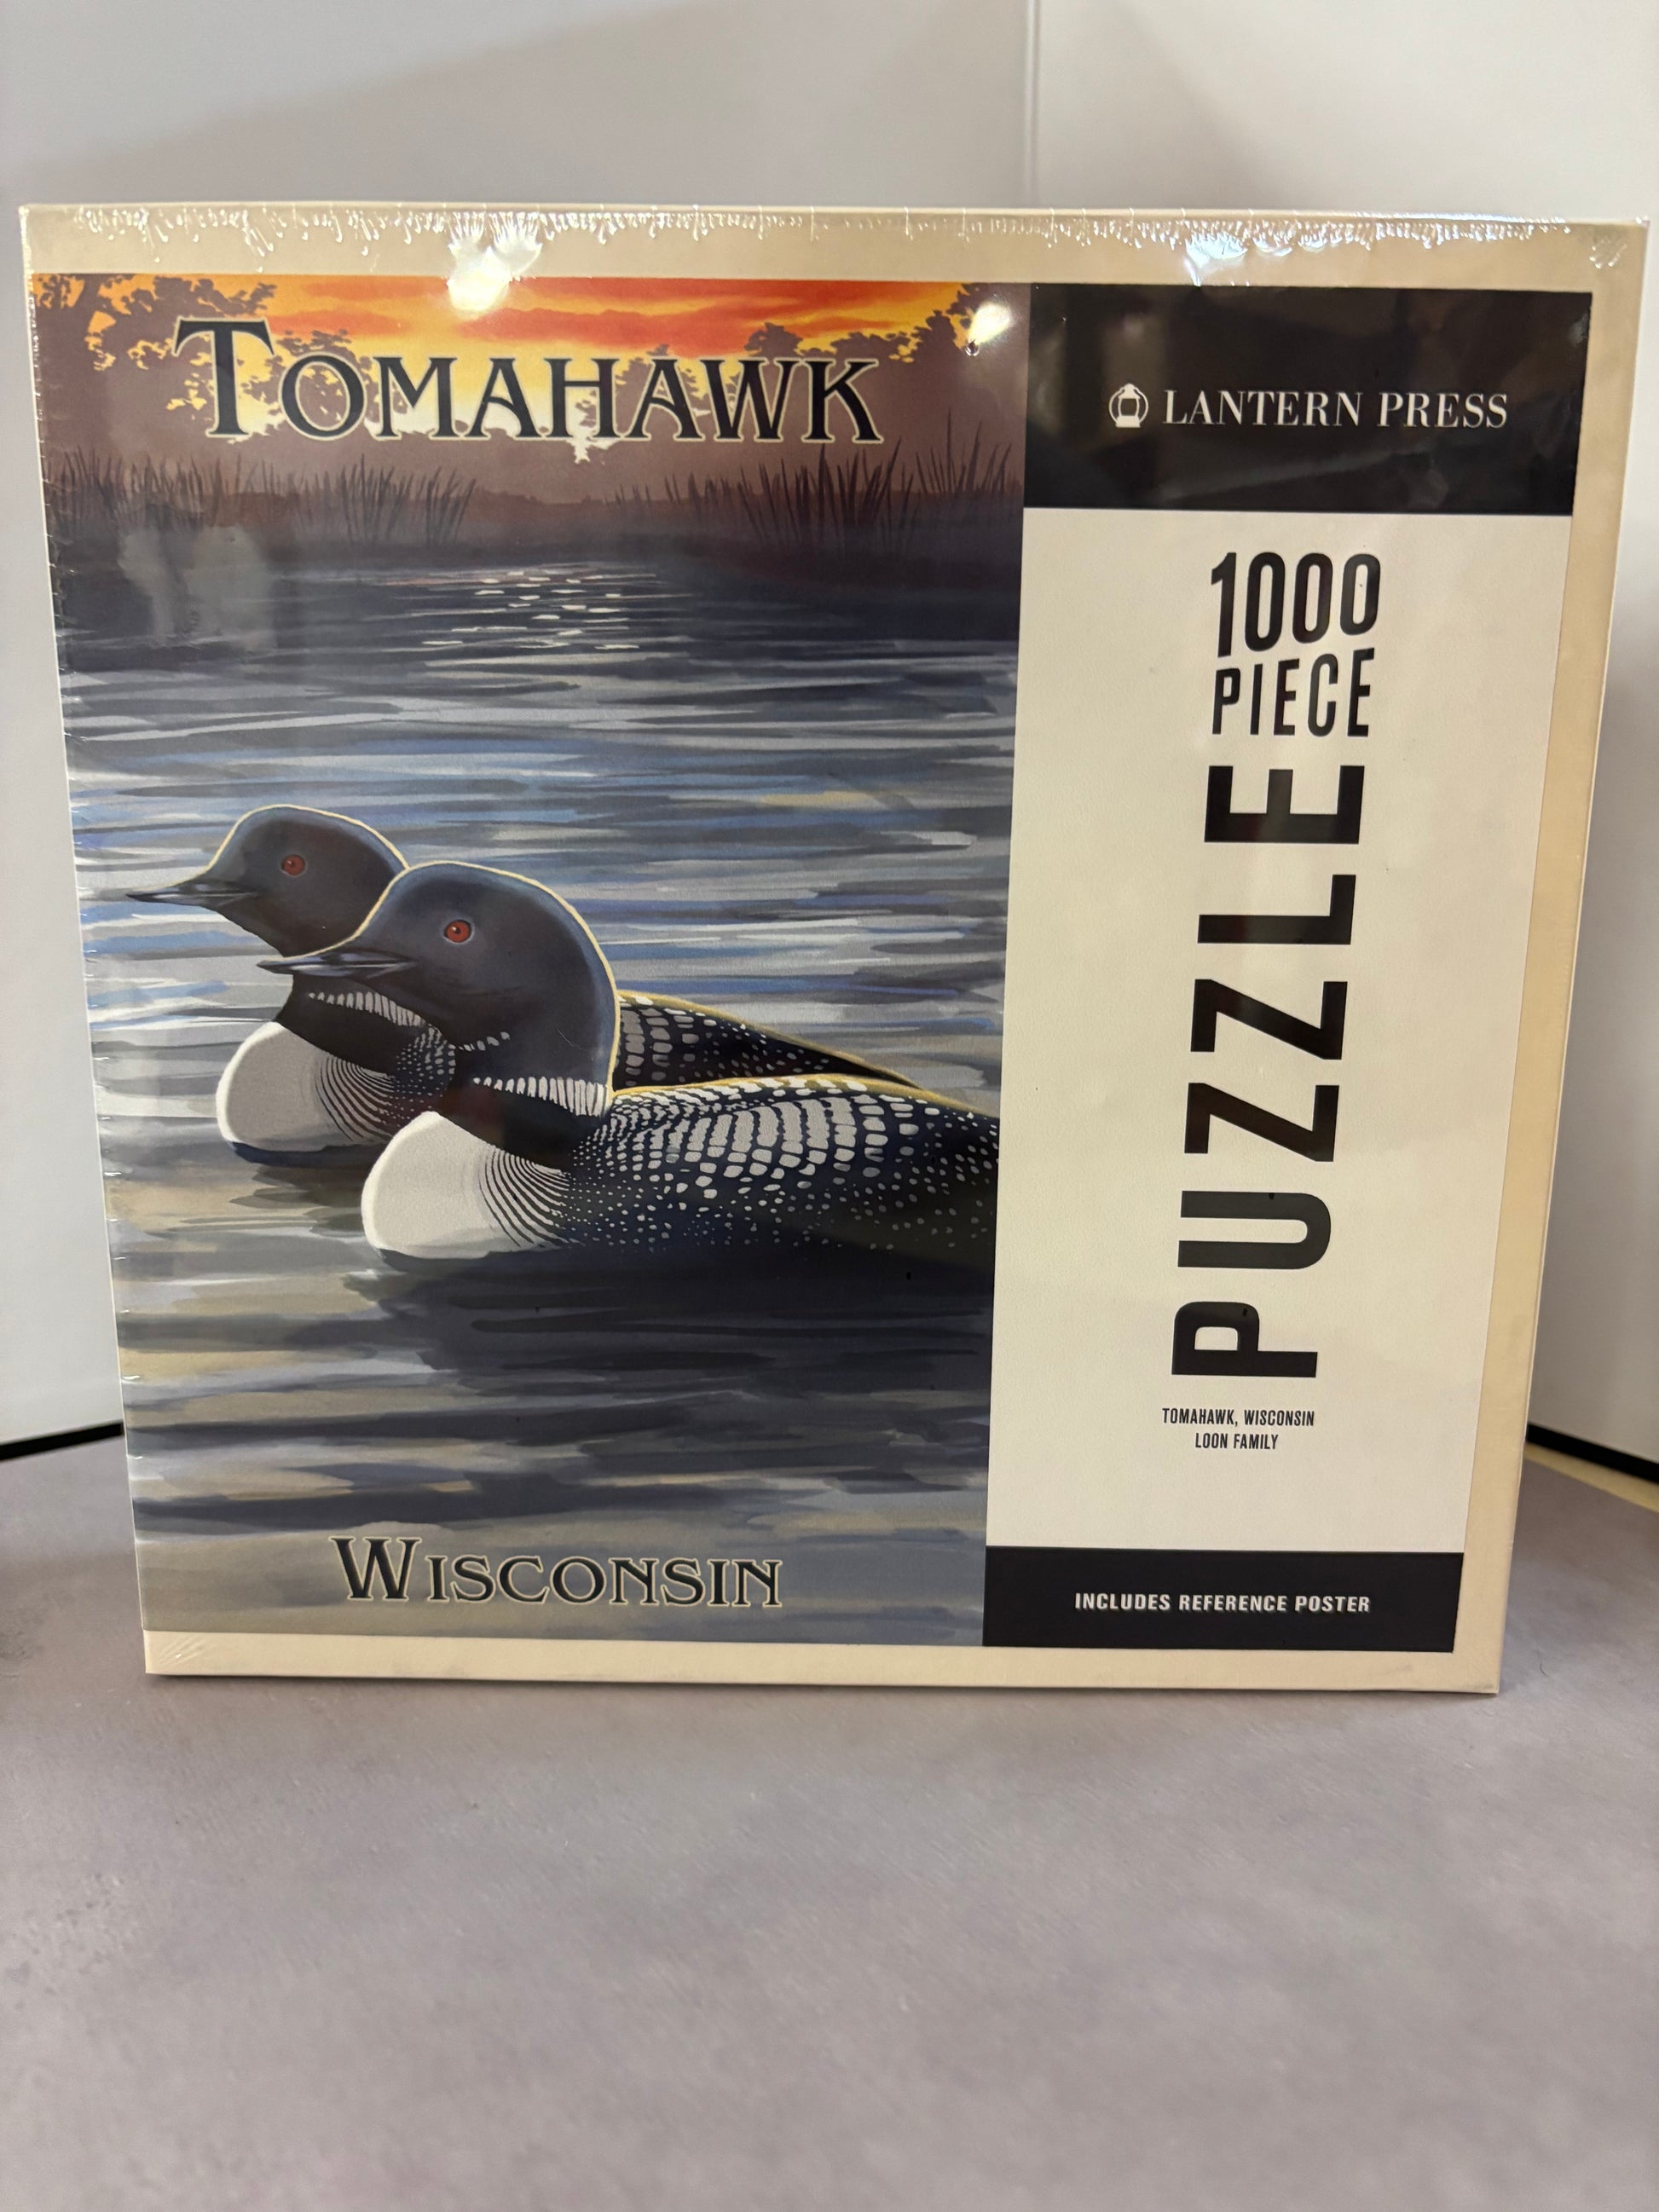 TOMAHAWK
WISCONSIN
LANTERN PRESS
1000
PIECE
PUZZLE
TOMAHAWK, WISCONSIN
LOON FAMILY
INCLUDES REFERENCE POSTER